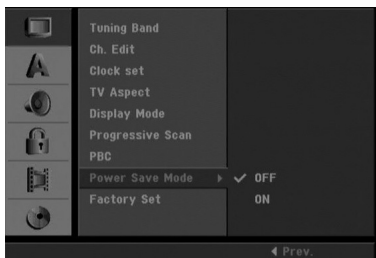 Tuning Band
Ch. Edit
Clock set
TV Aspect
Display Mode
Progressive Scan
PBC
Power Save Mode ▶ ✓ OFF
Factory Set ON
◀ Prev.